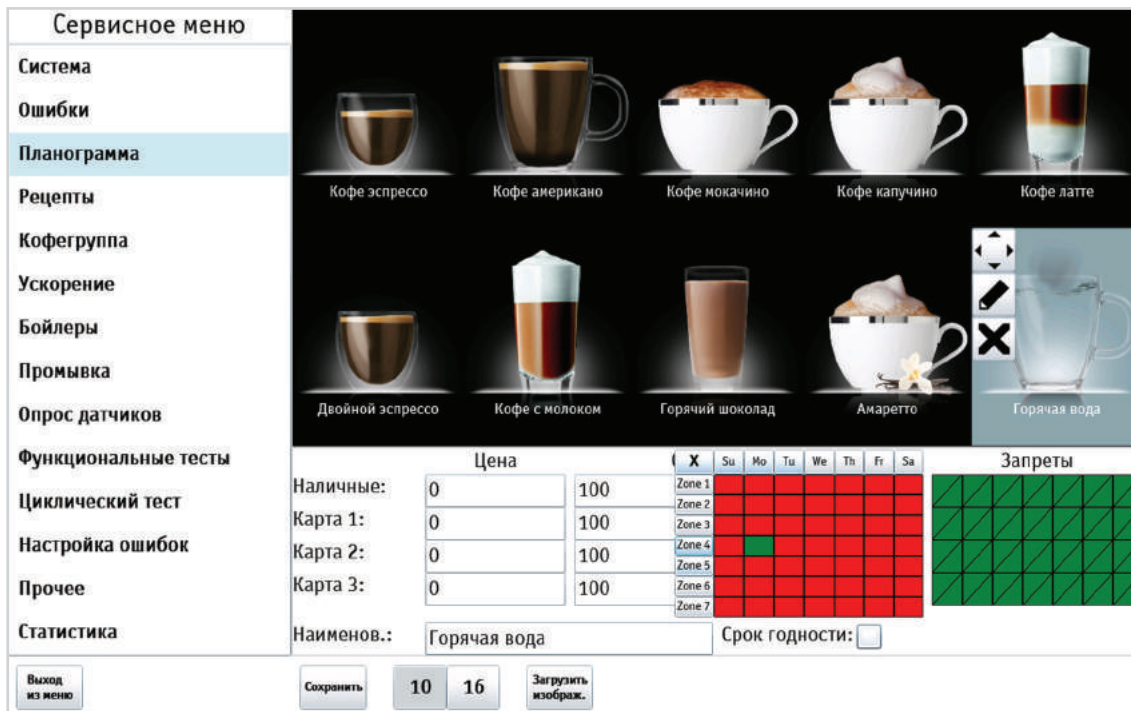 Сервисное меню
Система
Ошибки
Планограмма
Рецепты
Кофегруппа
Ускорение
Бойлеры
Промывка
Опрос датчиков
Функциональные тесты
Циклический тест
Настройка ошибок
Прочее
Статистика
Выход
из меню
Кофе эспрессо Кофе американо Кофе мокачино Кофе капучино Кофе латте
Двойной эспрессо Кофе с молоком Горячий шоколад Амаретто Горячая вода
Цена
X Su Mo Tu We Th Fr Sa
Запреты
Наличные: 0 100
Карта 1: 0 100
Карта 2: 0 100
Карта 3: 0 100
Zone 1
Zone 2
Zone 3
Zone 4
Zone 5
Zone 6
Zone 7
Наименов.: Горячая вода Срок годности:
Сохранить 10 16 Загрузить
изображ.